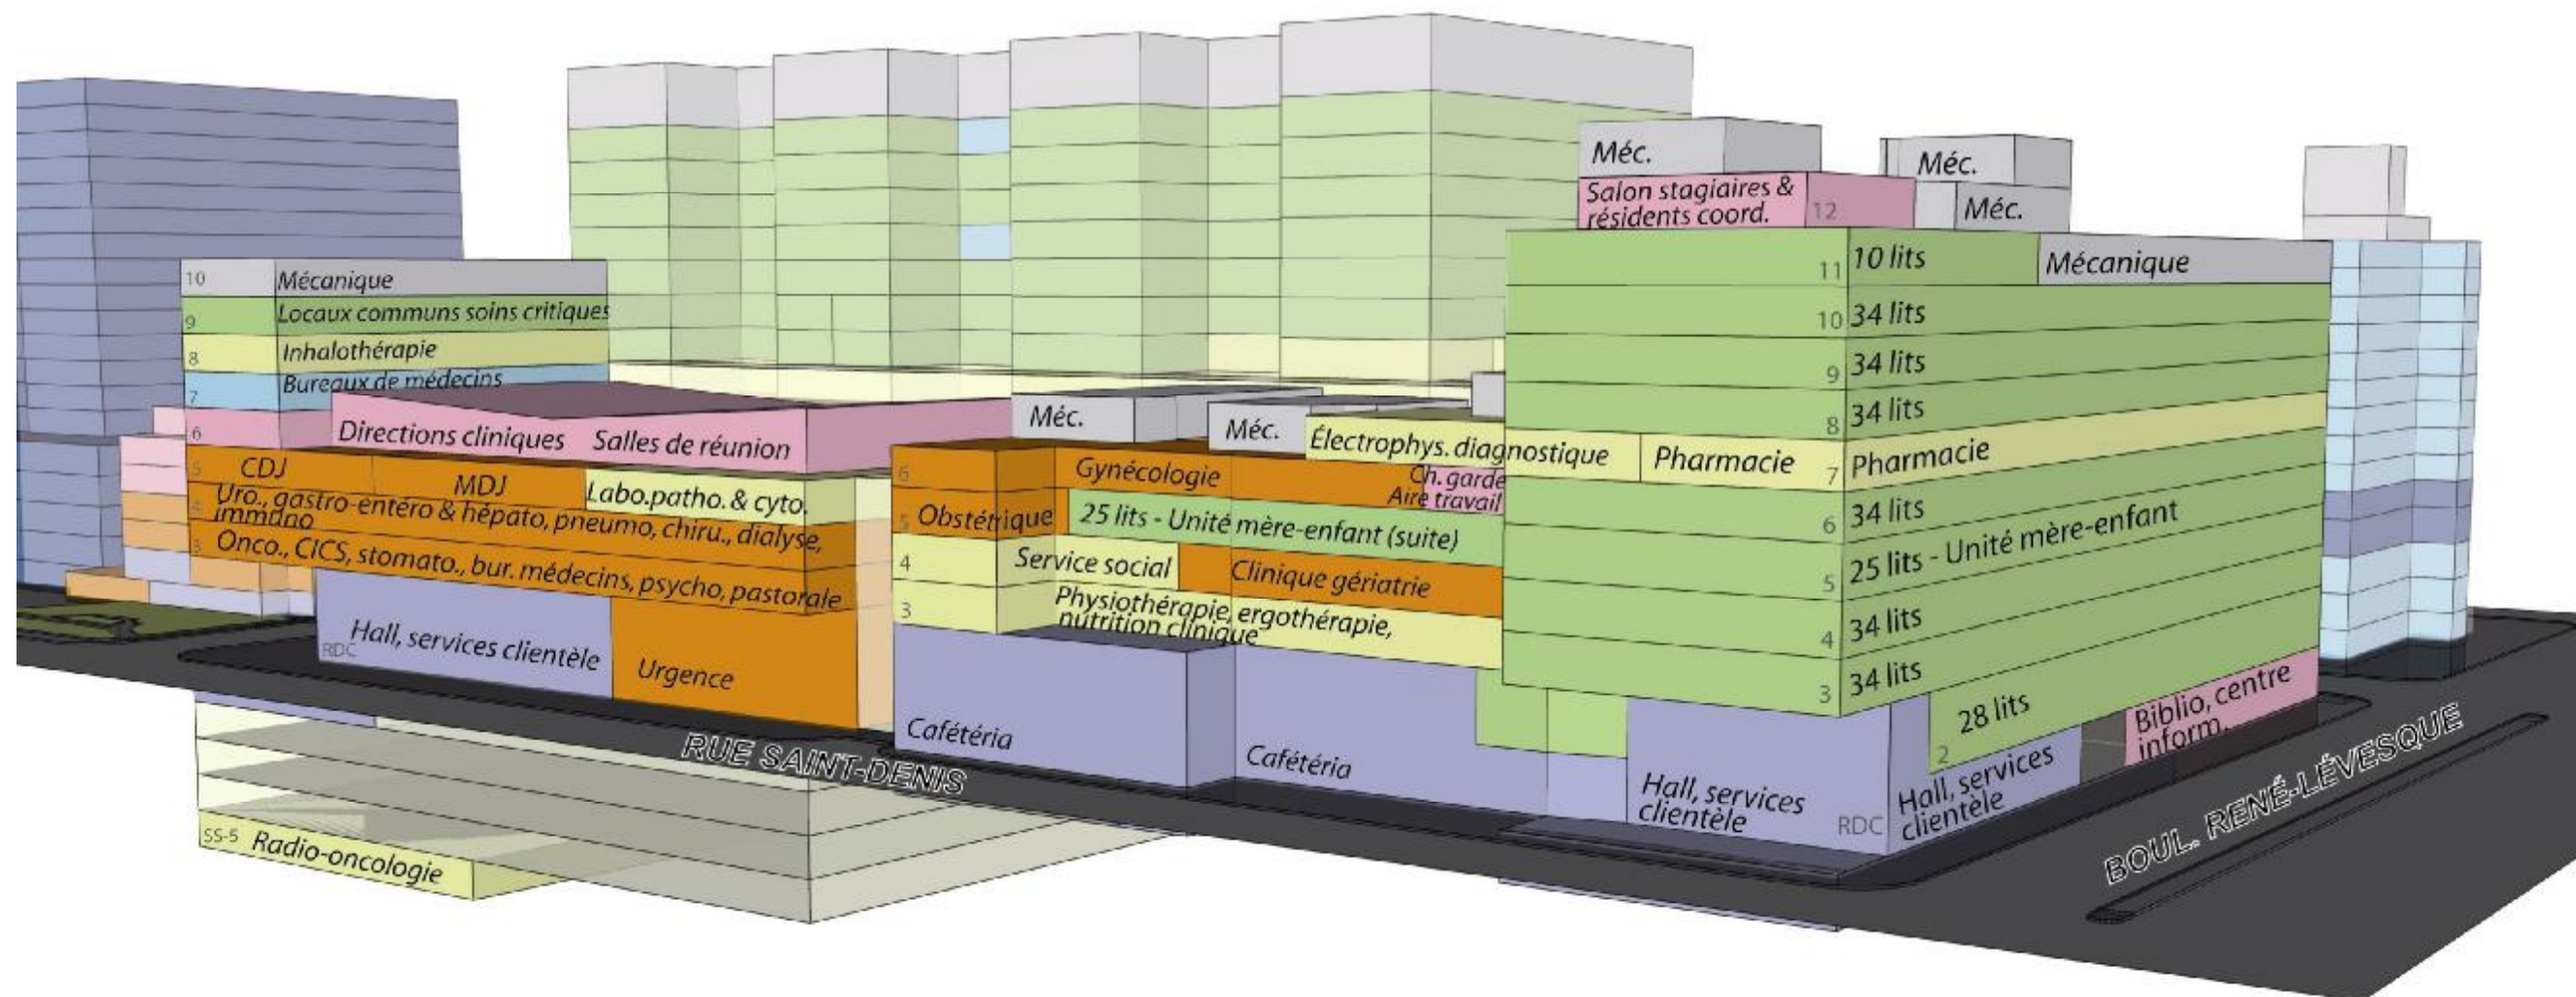 10 Mécanique
9 Locaux communs soins critiques
8 Inhalothérapie
7 Bureaux de médecins
6 Directions cliniques Salles de réunion
5 CDJ MDJ Labo.patho. & cyto.
4 Uro., gastro-entéro & hépato, pneumo, chiru., dialyse,
immuno
3 Onco., CICS, stomato., bur. médecins, psycho, pastorale
RDC Hall, services clientèle Urgence
SS-5 Radio-oncologie
RUE SAINT-DENIS
Méc.
Méc.
Électrophys. diagnostique
Pharmacie 7
6 Gynécologie
Ch. garde
Aire travail
5 Obstétrique 25 lits - Unité mère-enfant (suite)
4 Service social Clinique gériatrie
3 Physiothérapie, ergothérapie,
nutrition clinique
Cafétéria
Cafétéria
Hall, services
clientèle
RDC
Méc.
Méc.
Méc.
Salon stagiaires &
résidents coord.
12
11 10 lits Mécanique
10 34 lits
9 34 lits
8 34 lits
Pharmacie
6 34 lits
5 25 lits - Unité mère-enfant
4 34 lits
3 34 lits
2 28 lits
Hall, services
clientèle
Biblio, centre
inform.
BOUL. RENÉ-LÉVESQUE